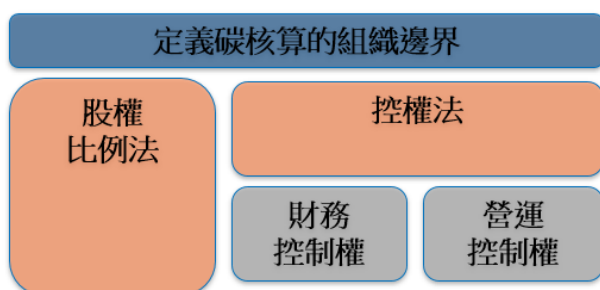 定義碳核算的組織邊界
股權
比例法
控權法
財務
控制權
營運
控制權